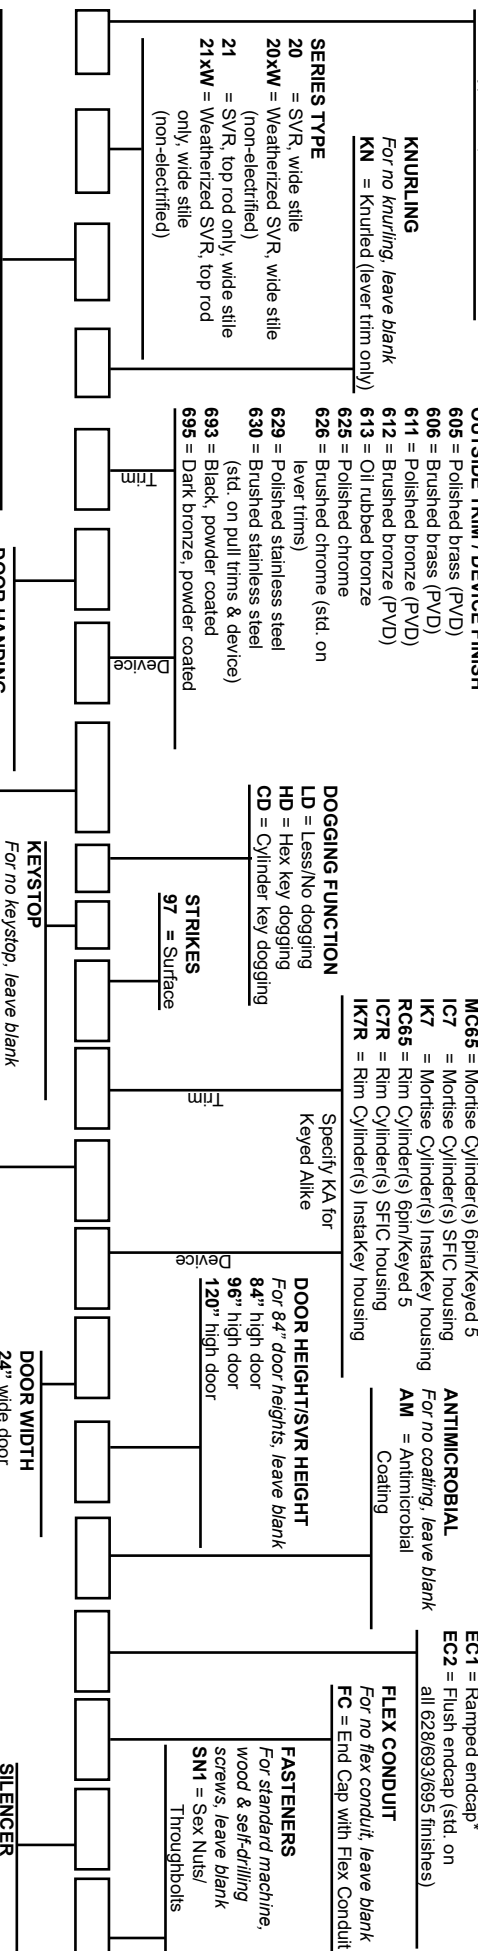 SERIES TYPE
20 = SVR, wide stile
20xW = Weatherized SVR, wide stile
(non-electrified)
21 = SVR, top rod only, wide stile
21xW = Weatherized SVR, top rod
only, wide stile
(non-electrified)
KNURLING
For no knurling, leave blank
KN = Knurled (lever trim only)
OUTSIDE TRIM / DEVICE FINISH
605 = Polished brass (PVD)
606 = Brushed brass (PVD)
611 = Polished bronze (PVD)
612 = Brushed bronze (PVD)
613 = Oil rubbed bronze
625 = Polished chrome
626 = Brushed chrome (std. on
lever trims)
629 = Polished stainless steel
630 = Brushed stainless steel
(std. on pull trims & device)
693 = Black, powder coated
695 = Dark bronze, powder coated
Trim
Device
DOOR HANDING
DOGGING FUNCTION
LD = Less/No dogging
HD = Hex key dogging
CD = Cylinder key dogging
KEYSTOP
For no keystop, leave blank
STRIKES
97 = Surface
MC65 = Mortise Cylinder(s) 6pin/Keyed 5
IC7 = Mortise Cylinder(s) SFIC housing
IK7 = Mortise Cylinder(s) InstaKey housing
RC65 = Rim Cylinder(s) 6pin/Keyed 5
IC7R = Rim Cylinder(s) SFIC housing
IK7R = Rim Cylinder(s) InstaKey housing
Trim
Specify KA for
Keyed Alike
Device
DOOR HEIGHT/SVR HEIGHT
For 84” door heights, leave blank
84” high door
96” high door
120” high door
DOOR WIDTH
24” wide door
ANTIMICROBIAL
For no coating, leave blank
AM = Antimicrobial
Coating
EC1 = Ramped endcap*
EC2 = Flush endcap (std. on
all 628/693/695 finishes)
FLEX CONDUIT
For no flex conduit, leave blank
FC = End Cap with Flex Conduit
FASTENERS
For standard machine,
wood & self-drilling
screws, leave blank
SN1 = Sex Nuts/
Throughbolts
SILENCER